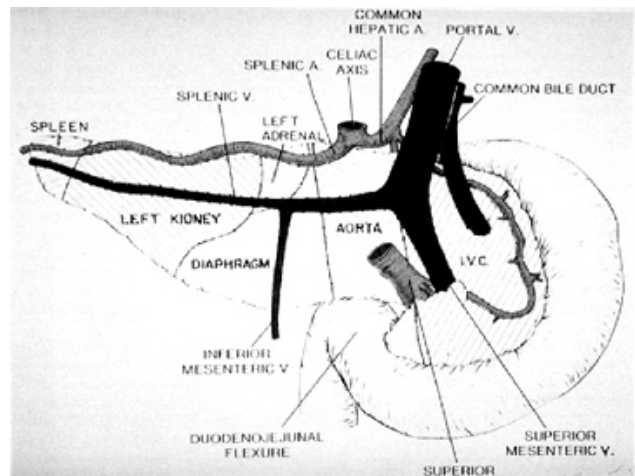 COMMON
HEPATIC A.
PORTAL V.
CELIAC
AXIS
SPLENIC A.
COMMON BILE DUCT
SPLENIC V.
LEFT
ADRENAL
SPLEEN
LEFT KIDNEY
AORTA
I.V.C.
DIAPHRAGM
INFERIOR
MESENTERIC V
DUODENOJEJUNAL
FLEXURE
SUPERIOR
MESENTERIC V.
SUPERIOR